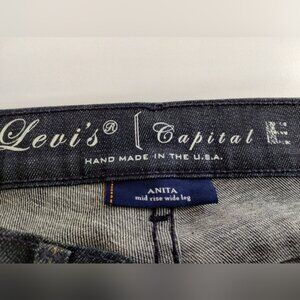 Levi's® [ Capital E
HAND MADE IN THE U.S.A.
ANITA
mid rise wide leg